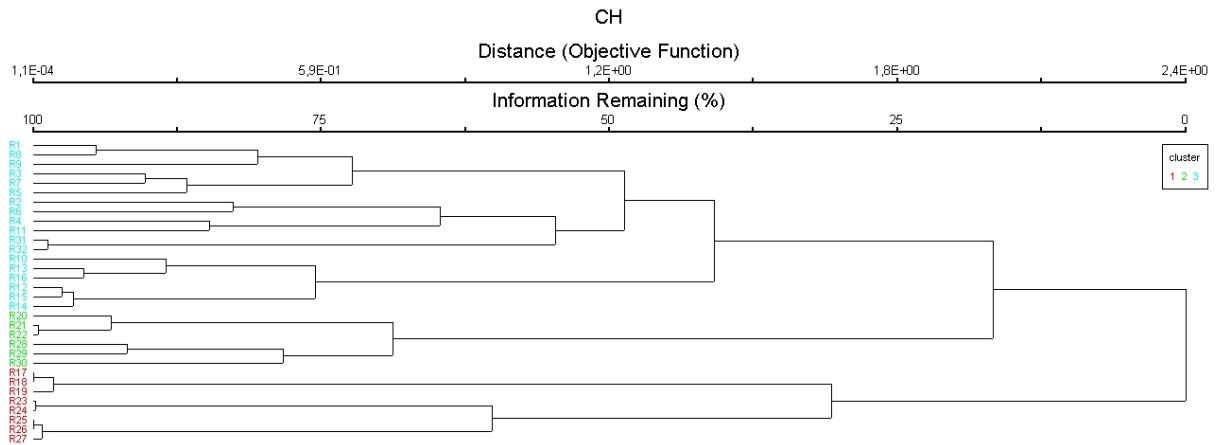 CH
Distance (Objective Function)
1,1E-04 5,9E-01 1,2E+00 1,8E+00 2,4E+00
Information Remaining (%)
100 75 50 25 0
R1
R8
R9
R3
R7
R5
R2
R6
R4
R11
R31
R32
R10
R13
R16
R12
R15
R14
R20
R21
R22
R28
R29
R30
R17
R18
R19
R23
R24
R25
R26
R27
cluster
1 2 3